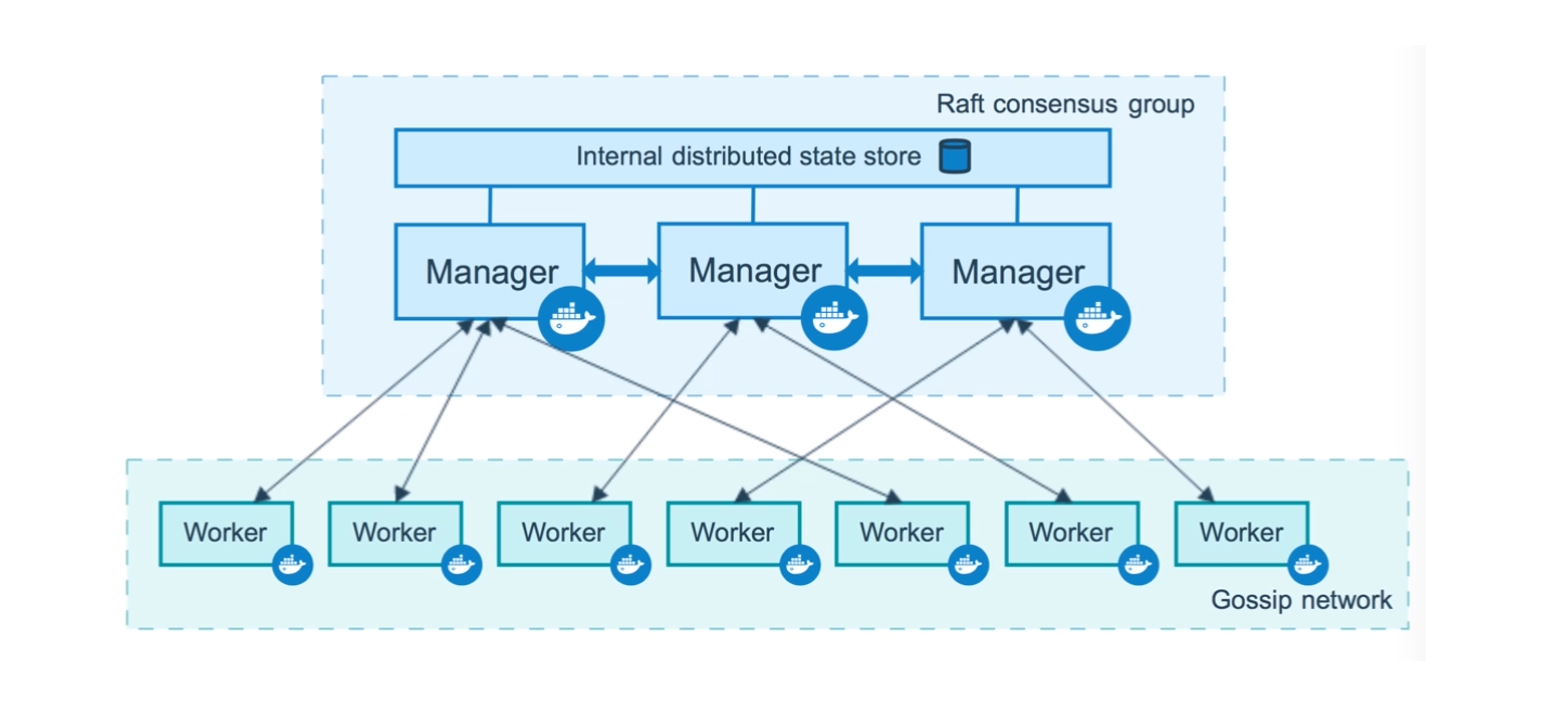 Raft consensus group
Internal distributed state store
Manager
Manager
Manager
Worker
Worker
Worker
Worker
Worker
Worker
Worker
Gossip network